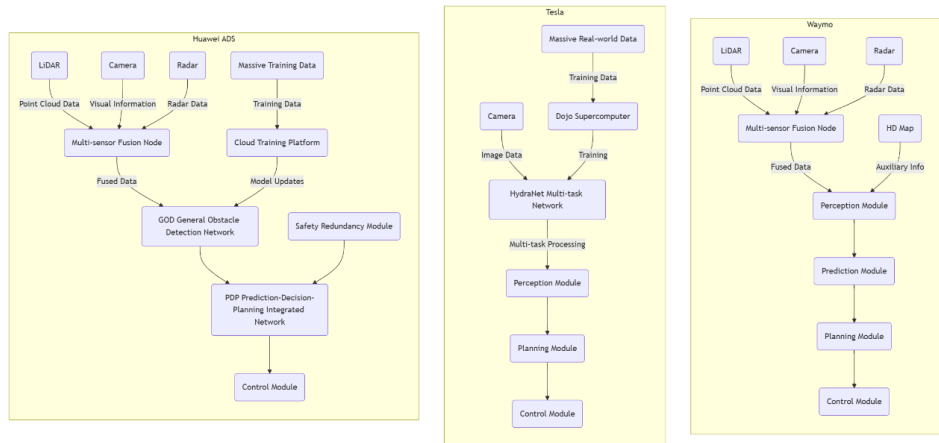 Huawei ADS
LiDAR
Camera
Radar
Massive Training Data
Point Cloud Data
Visual Information
Radar Data
Training Data
Multi-sensor Fusion Node
Cloud Training Platform
Fused Data
Model Updates
GOD General Obstacle
Detection Network
Safety Redundancy Module
PDP Prediction-Decision-
Planning Integrated
Network
Control Module
Tesla
Massive Real-world Data
Training Data
Camera
Dojo Supercomputer
Image Data
Training
HydraNet Multi-task
Network
Multi-task Processing
Perception Module
Planning Module
Control Module
Waymo
LiDAR
Camera
Radar
Point Cloud Data
Visual Information
Radar Data
Multi-sensor Fusion Node
HD Map
Fused Data
Auxiliary Info
Perception Module
Prediction Module
Planning Module
Control Module